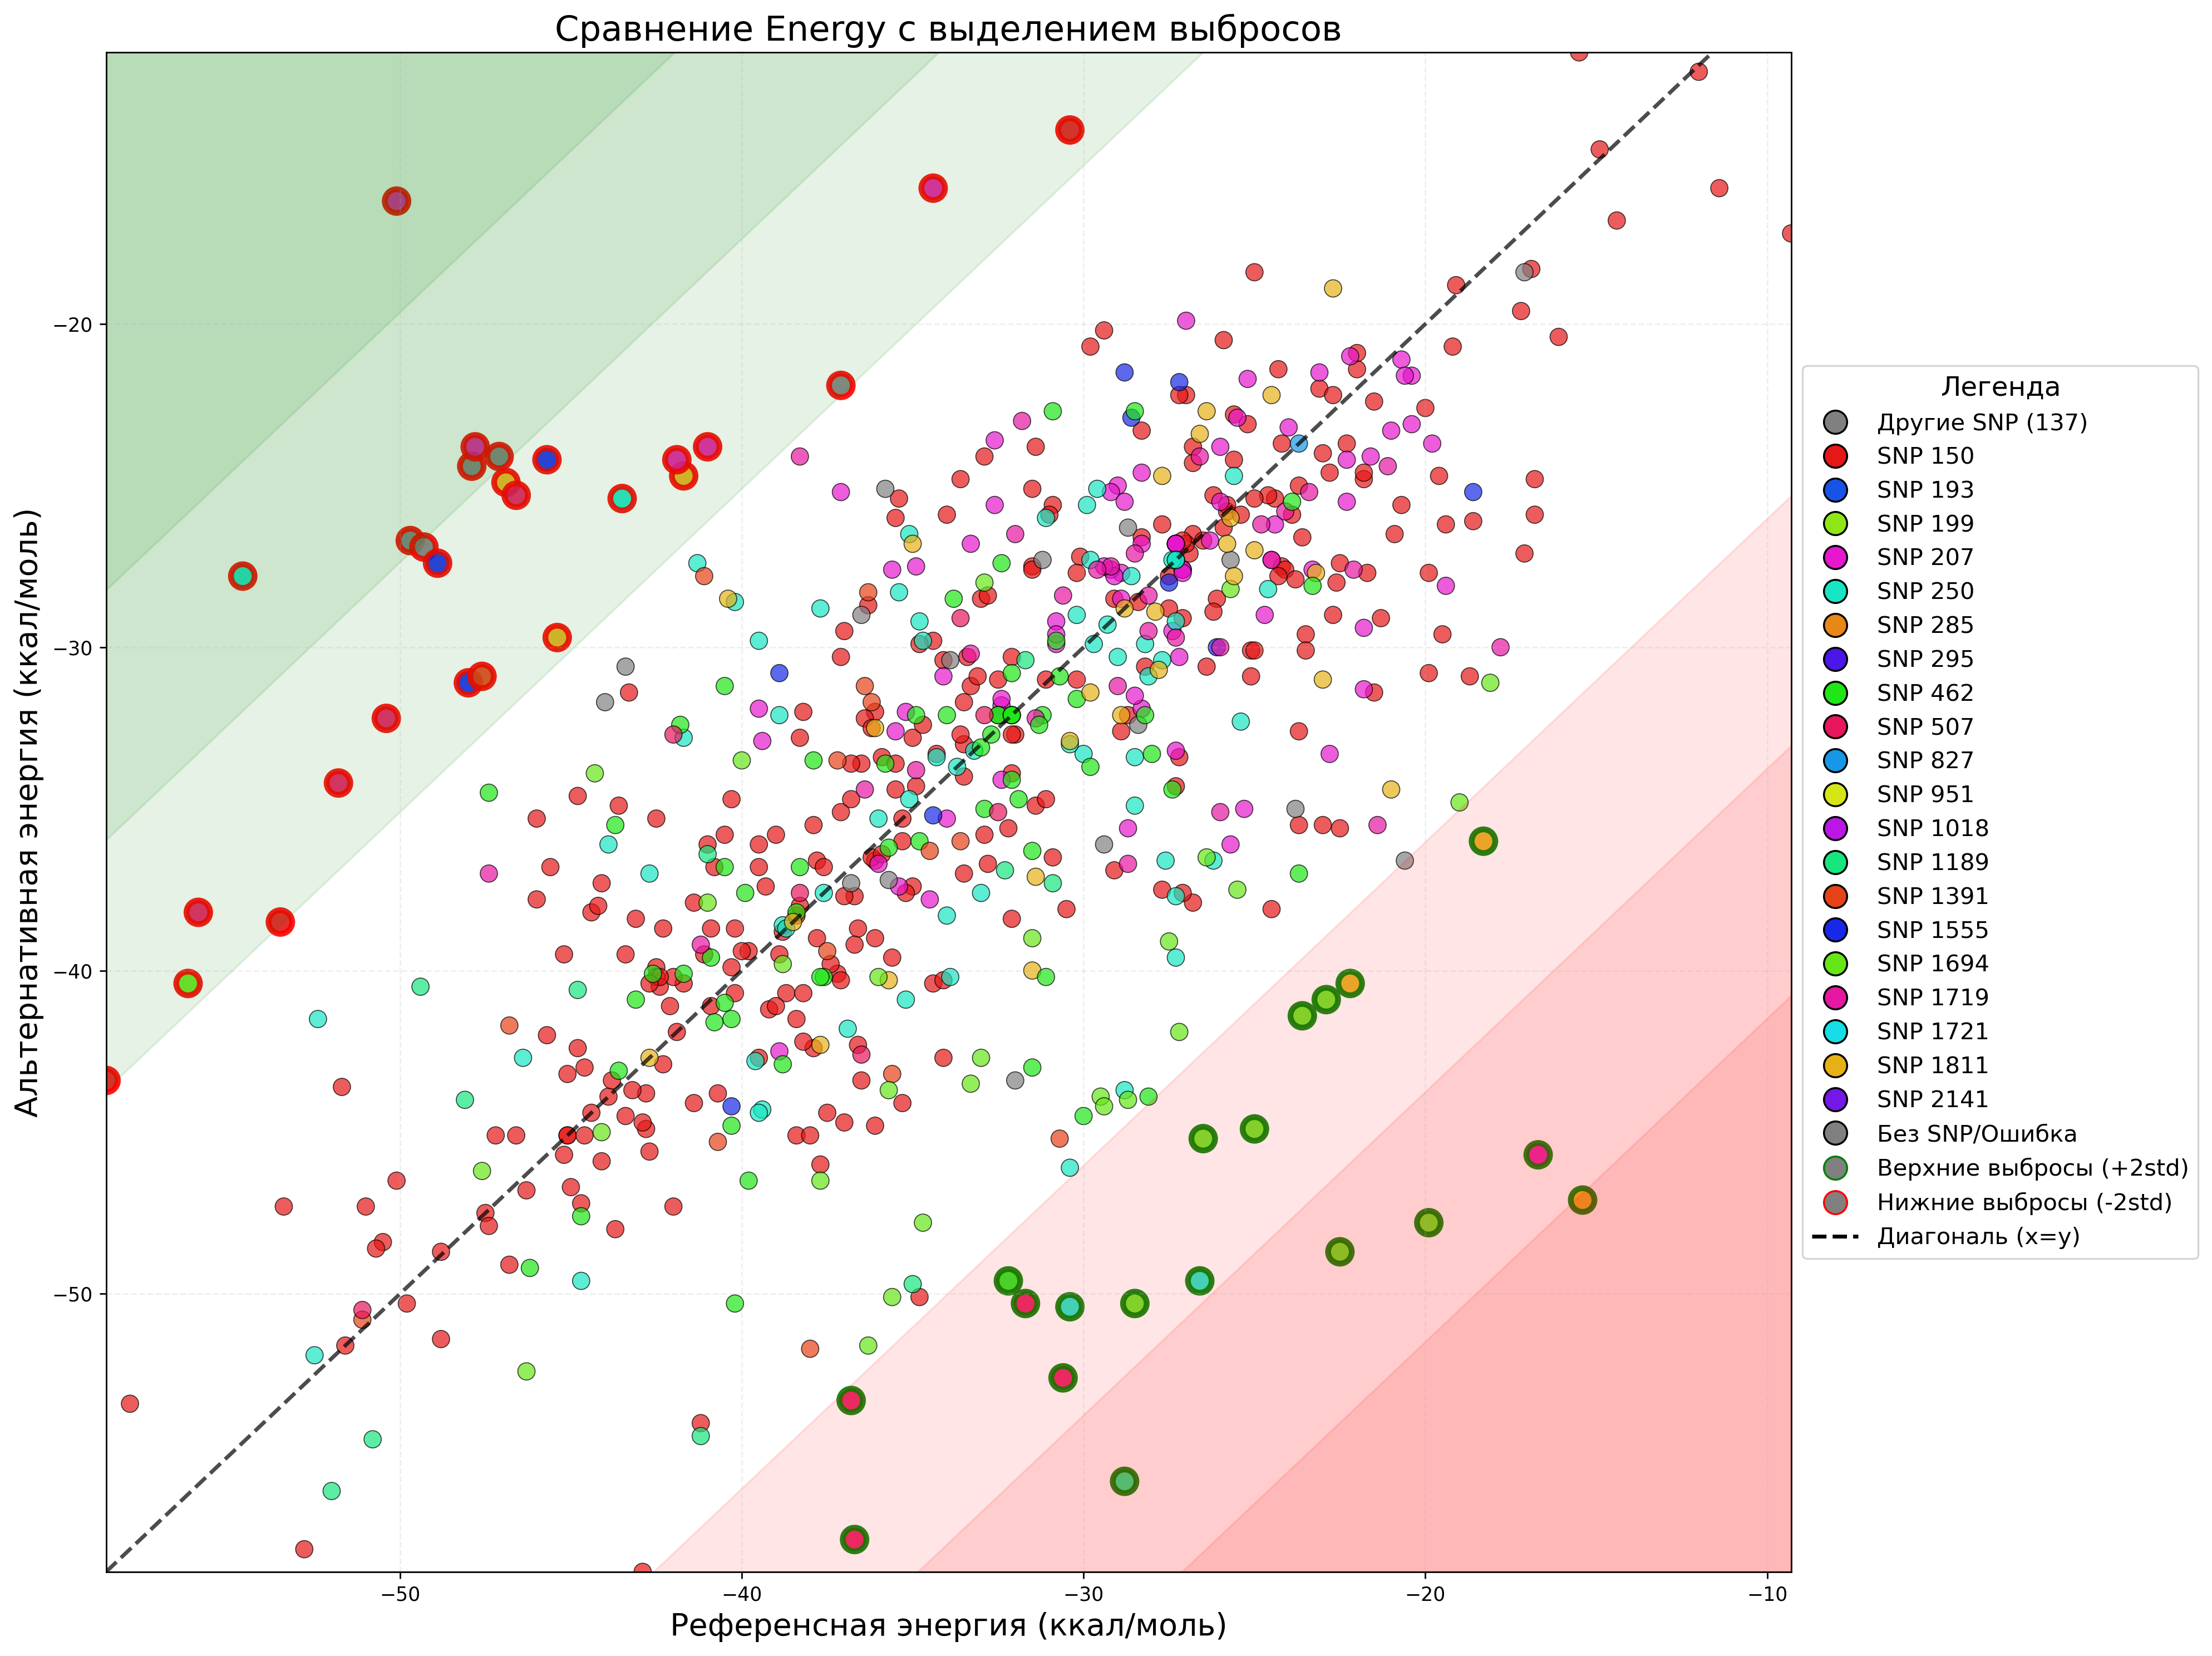 Сравнение Energy с выделением выбросов
Альтернативная энергия (ккал/моль)
−20
−30
−40
−50
−50
−40
−30
−20
−10
Референсная энергия (ккал/моль)
Легенда
Другие SNP (137)
SNP 150
SNP 193
SNP 199
SNP 207
SNP 250
SNP 285
SNP 295
SNP 462
SNP 507
SNP 827
SNP 951
SNP 1018
SNP 1189
SNP 1391
SNP 1555
SNP 1694
SNP 1719
SNP 1721
SNP 1811
SNP 2141
Без SNP/Ошибка
Верхние выбросы (+2std)
Нижние выбросы (-2std)
Диагональ (x=y)